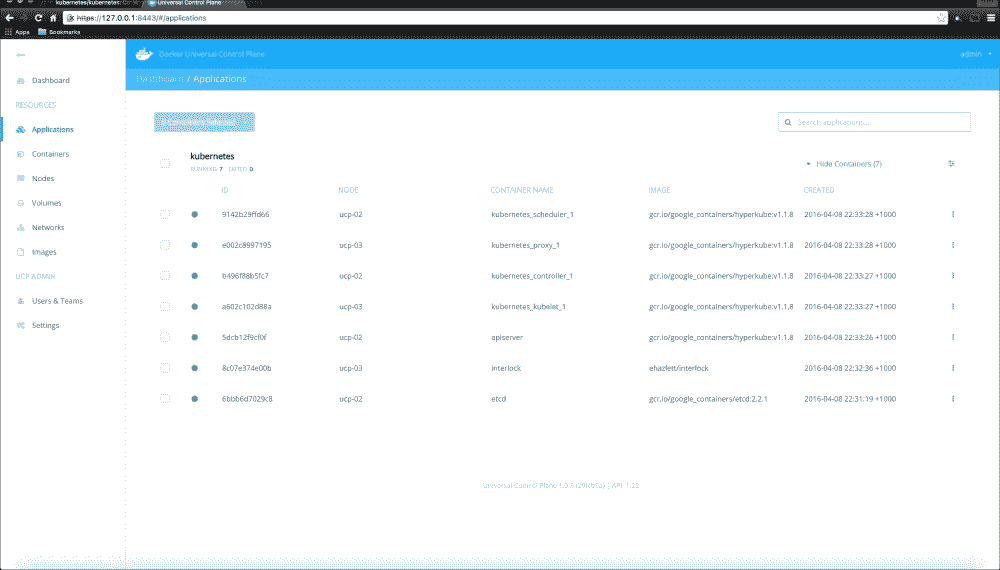 kubernetes/kubernetes: Cont
Universal Control Plane
https://127.0.0.1:8443/#/applications
Apps Bookmarks
Docker Universal Control Plane
admin
Dashboard / Applications
Dashboard
RESOURCES
Applications
Containers
Nodes
Volumes
Networks
Images
UCP ADMIN
Users & Teams
Settings
Search applications...
kubernetes
RUNNING: 7 EXITED: 0
Hide Containers (7)
ID NODE CONTAINER NAME IMAGE CREATED
9142b29ffd66 ucp-02 kubernetes_scheduler_1 gcr.io/google_containers/hyperkube:v1.1.8 2016-04-08 22:33:28 +1000
e002c8997195 ucp-03 kubernetes_proxy_1 gcr.io/google_containers/hyperkube:v1.1.8 2016-04-08 22:33:28 +1000
b496f88b5fc7 ucp-02 kubernetes_controller_1 gcr.io/google_containers/hyperkube:v1.1.8 2016-04-08 22:33:27 +1000
a602c102d88a ucp-03 kubernetes_kubelet_1 gcr.io/google_containers/hyperkube:v1.1.8 2016-04-08 22:33:27 +1000
5dcb12f9cf0f ucp-02 apiserver gcr.io/google_containers/hyperkube:v1.1.8 2016-04-08 22:33:26 +1000
8c07e374e00b ucp-03 interlock ehazlett/interlock 2016-04-08 22:32:36 +1000
6bbb6d7029c8 ucp-02 etcd gcr.io/google_containers/etcd:2.2.1 2016-04-08 22:31:19 +1000
Universal Control Plane | API: 1.22